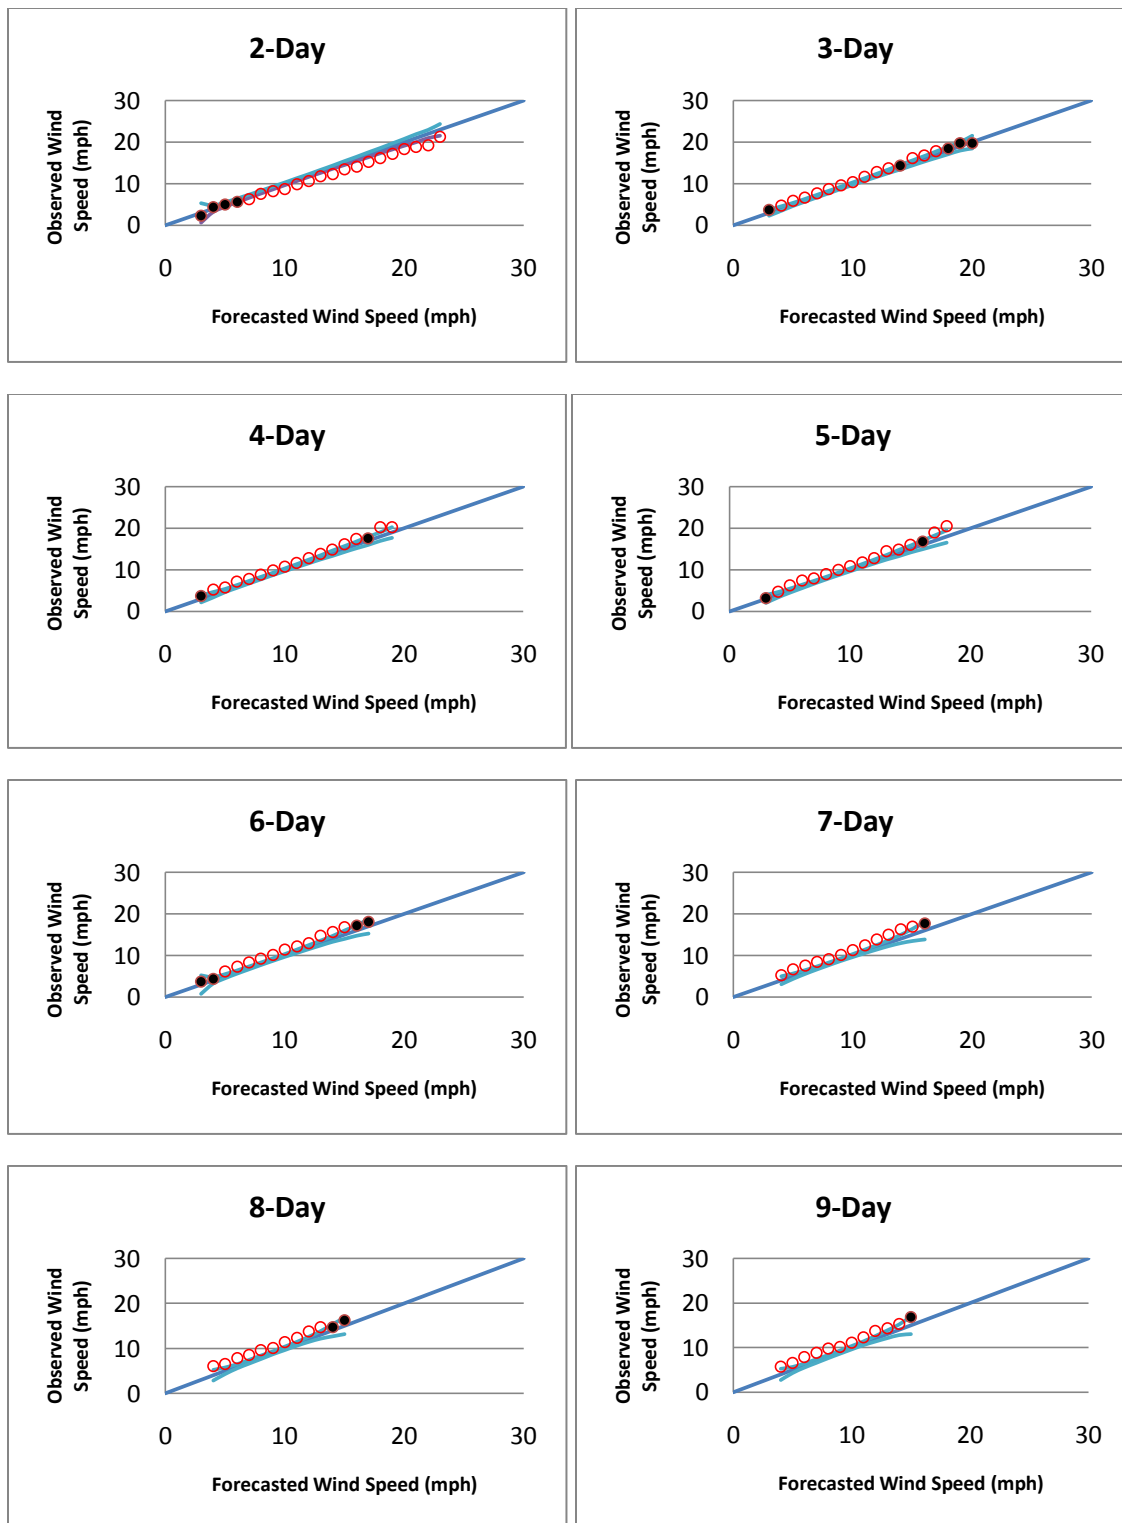 2-Day
Observed Wind
Speed (mph)
30
20
10
0
0 10 20 30
Forecasted Wind Speed (mph)
3-Day
Observed Wind
Speed (mph)
30
20
10
0
0 10 20 30
Forecasted Wind Speed (mph)
4-Day
Observed Wind
Speed (mph)
30
20
10
0
0 10 20 30
Forecasted Wind Speed (mph)
5-Day
Observed Wind
Speed (mph)
30
20
10
0
0 10 20 30
Forecasted Wind Speed (mph)
6-Day
Observed Wind
Speed (mph)
30
20
10
0
0 10 20 30
Forecasted Wind Speed (mph)
7-Day
Observed Wind
Speed (mph)
30
20
10
0
0 10 20 30
Forecasted Wind Speed (mph)
8-Day
Observed Wind
Speed (mph)
30
20
10
0
0 10 20 30
Forecasted Wind Speed (mph)
9-Day
Observed Wind
Speed (mph)
30
20
10
0
0 10 20 30
Forecasted Wind Speed (mph)